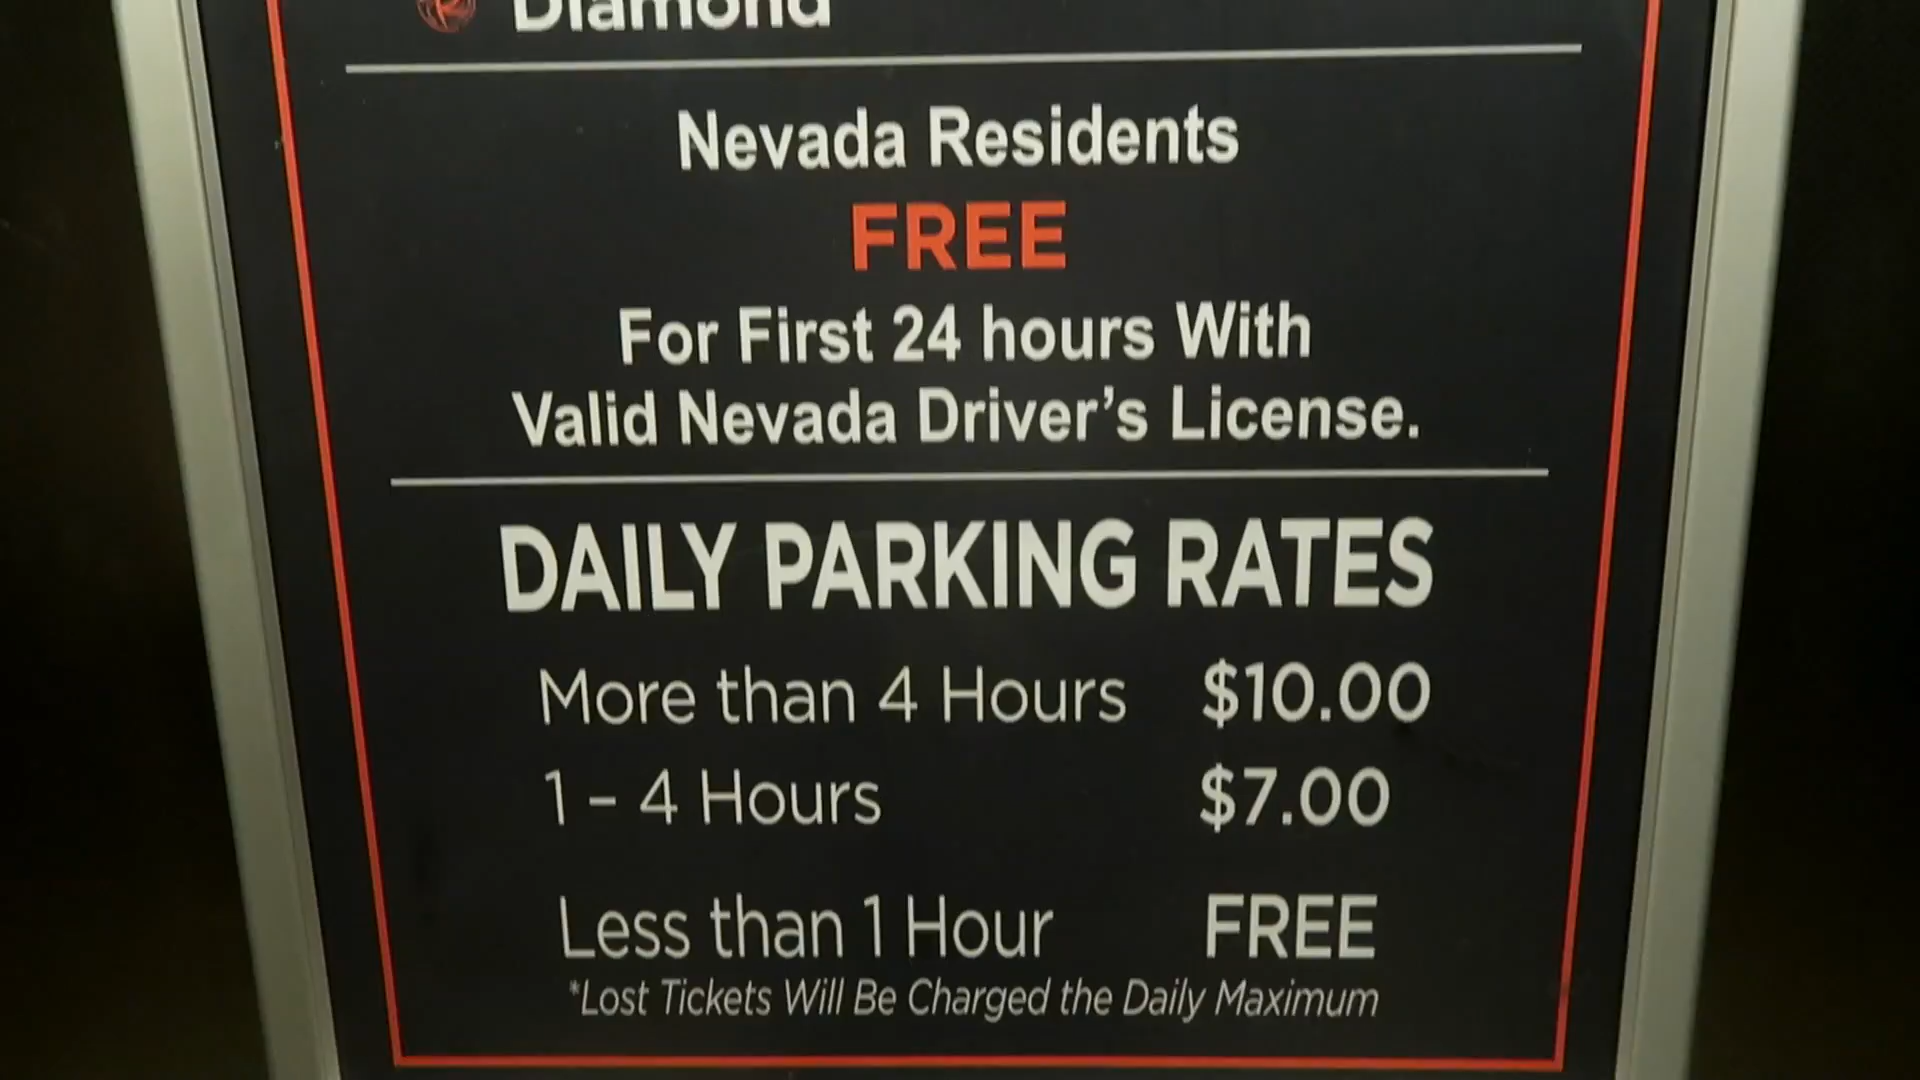 Diamond
Nevada Residents
FREE
For First 24 hours With
Valid Nevada Driver's License.
DAILY PARKING RATES
More than 4 Hours $10.00
1 – 4 Hours $7.00
Less than 1 Hour FREE
*Lost Tickets Will Be Charged the Daily Maximum